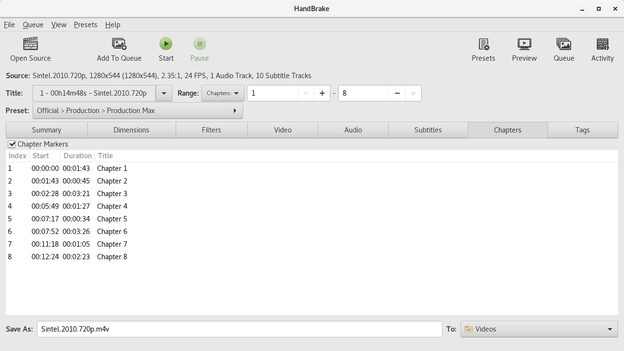 HandBrake
File Queue View Presets Help
Open Source Add To Queue Start Pause Presets Preview Queue Activity
Source: Sintel.2010.720p, 1280x544 (1280x544), 2.35:1, 24 FPS, 1 Audio Track, 10 Subtitle Tracks
Title: 1 - 00h14m48s - Sintel.2010.720p Range: Chapters: 1 - 8
Preset: Official > Production > Production Max
Summary Dimensions Filters Video Audio Subtitles Chapters Tags
Chapter Markers
Index Start Duration Title
1 00:00:00 00:01:43 Chapter 1
2 00:01:43 00:00:45 Chapter 2
3 00:02:28 00:03:21 Chapter 3
4 00:05:49 00:01:27 Chapter 4
5 00:07:17 00:00:34 Chapter 5
6 00:07:52 00:03:26 Chapter 6
7 00:11:18 00:01:05 Chapter 7
8 00:12:24 00:02:23 Chapter 8
Save As: Sintel.2010.720p.m4v To: Videos